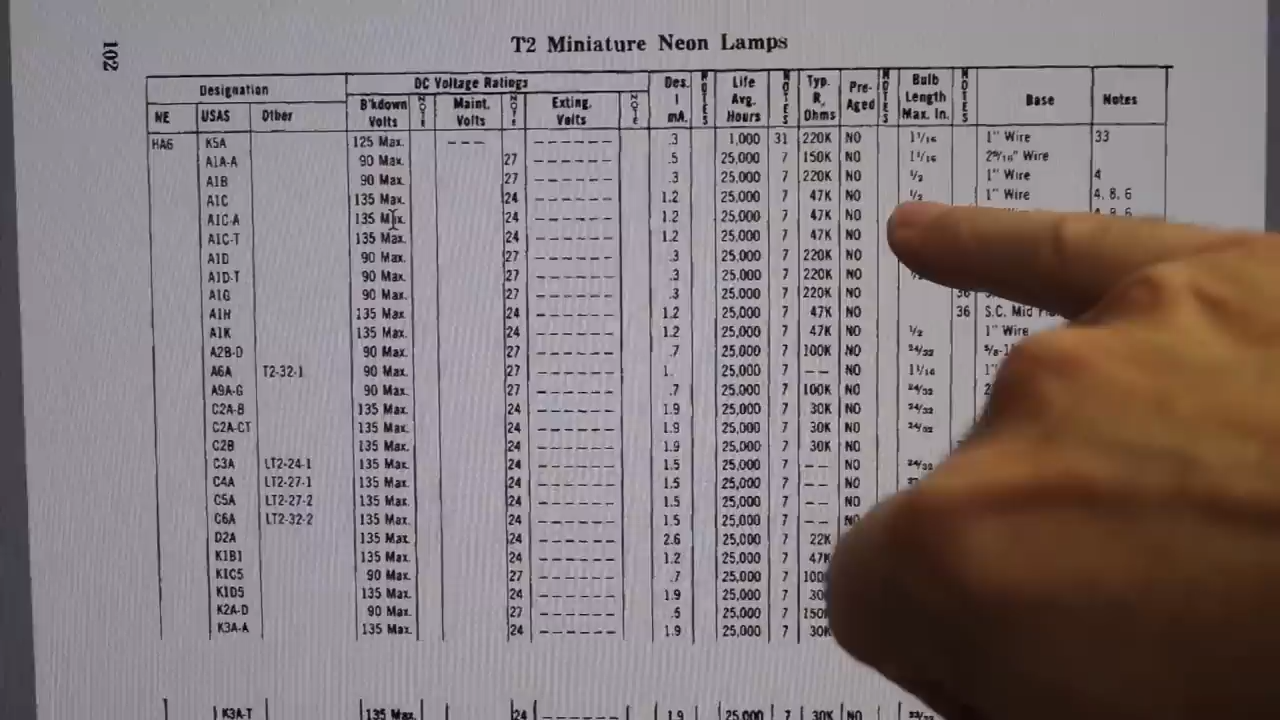 102
T2 Miniature Neon Lamps
Designation DC Voltage Ratings Des. I mA. NOTES Life Avg. Hours NOTES Typ. R, Ohms Pre-Aged NOTES Bulb Length Max. In. NOTES Base Notes
NE USAS Other B'kdown Volts NOTE Maint. Volts NOTE Exting. Volts NOTE
HA6 K5A 125 Max. --- ------ .3 1,000 31 220K NO 1 1/16 1" Wire 33
A1A-A 90 Max. 27 ------ .5 25,000 7 150K NO 1 1/16 Wire
A1B 90 Max. 27 ------ .3 25,000 7 220K NO 1/2 1" Wire 4
A1C 135 Max. 24 ------ 1.2 25,000 7 47K NO 1/2 1" Wire 4, 8, 6
A1C-A 135 Max. 24 ------ 1.2 25,000 7 47K NO 4, 8, 6
A1C-T 135 Max. 24 ------ 1.2 25,000 7 47K NO
A1D 90 Max. 27 ------ .3 25,000 7 220K NO
A1D-T 90 Max. 27 ------ .3 25,000 7 220K NO
A1G 90 Max. 27 ------ .3 25,000 7 220K NO 36
A1H 135 Max. 24 ------ 1.2 25,000 7 47K NO 36 S.C. Mid
A1K 135 Max. 24 ------ 1.2 25,000 7 47K NO 1/2 1" Wire
A2B-D 90 Max. 27 ------ .7 25,000 7 100K NO 24/32
A6A T2-32-1 90 Max. 27 ------ 1. 25,000 7 -- NO 1 1/16
A9A-G 90 Max. 27 ------ .7 25,000 7 100K NO 24/32
C2A-B 135 Max. 24 ------ 1.9 25,000 7 30K NO 24/32
C2A-CT 135 Max. 24 ------ 1.9 25,000 7 30K NO 24/32
C2B 135 Max. 24 ------ 1.9 25,000 7 30K NO
C3A LT2-24-1 135 Max. 24 ------ 1.5 25,000 7 -- NO 24/32
C4A LT2-27-1 135 Max. 24 ------ 1.5 25,000 7 -- NO
C5A LT2-27-2 135 Max. 24 ------ 1.5 25,000 7 -- NO
C6A LT2-32-2 135 Max. 24 ------ 1.5 25,000 7 -- NO
D2A 135 Max. 24 ------ 2.6 25,000 7 22K
K1B1 135 Max. 24 ------ 1.2 25,000 7 47K
K1C5 90 Max. 27 ------ .7 25,000 7 100
K1D5 135 Max. 24 ------ 1.9 25,000 7 30
K2A-D 90 Max. 27 ------ .5 25,000 7 150
K3A-A 135 Max. 24 ------ 1.9 25,000 7 30K
K3A-T 135 Max. 24 ------ 1.9 25,000 7 30K NO